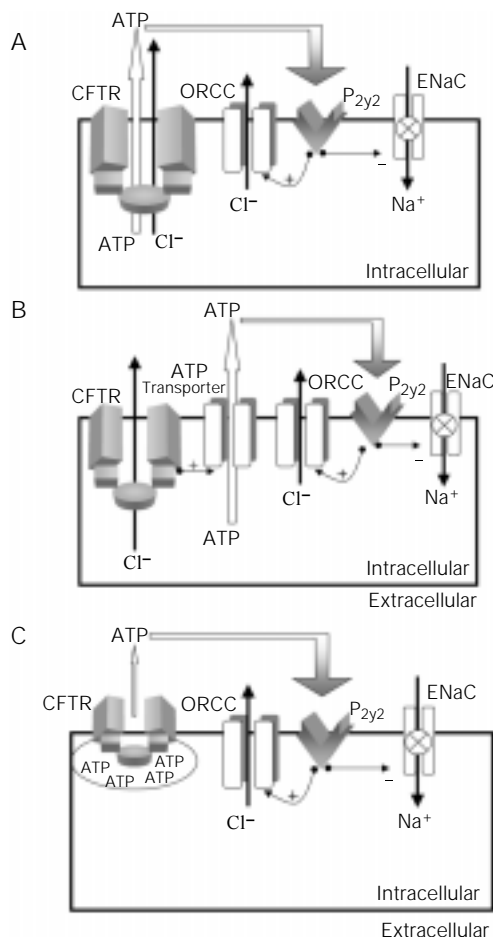 A
ATP
CFTR
ORCC
P2y2
ENaC
+
−
ATP
Cl−
Cl−
Na+
Intracellular
B
ATP
ATP
Transporter
CFTR
ORCC
P2y2
ENaC
+
+
−
Cl−
ATP
Cl−
Na+
Intracellular
Extracellular
C
ATP
CFTR
ORCC
P2y2
ENaC
ATP
ATP
ATP
ATP
+
−
Cl−
Na+
Intracellular
Extracellular